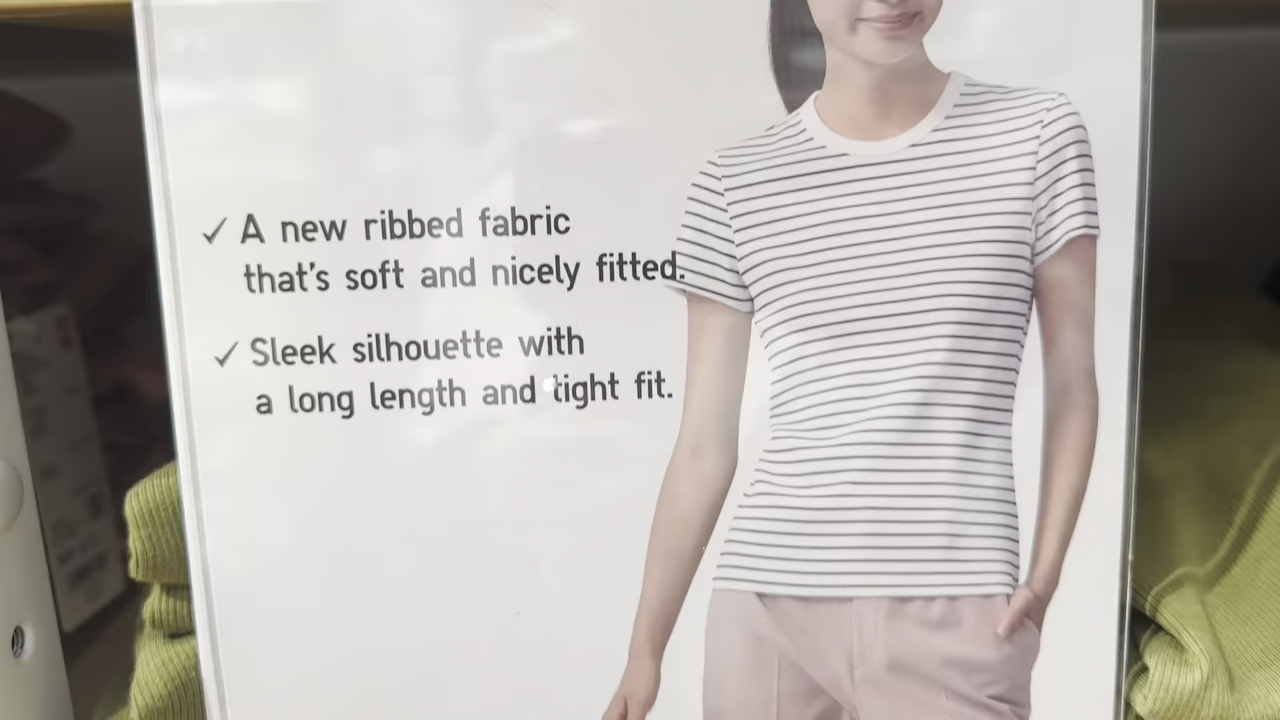 ✓ A new ribbed fabric
that's soft and nicely fitted.
✓ Sleek silhouette with
a long length and tight fit.